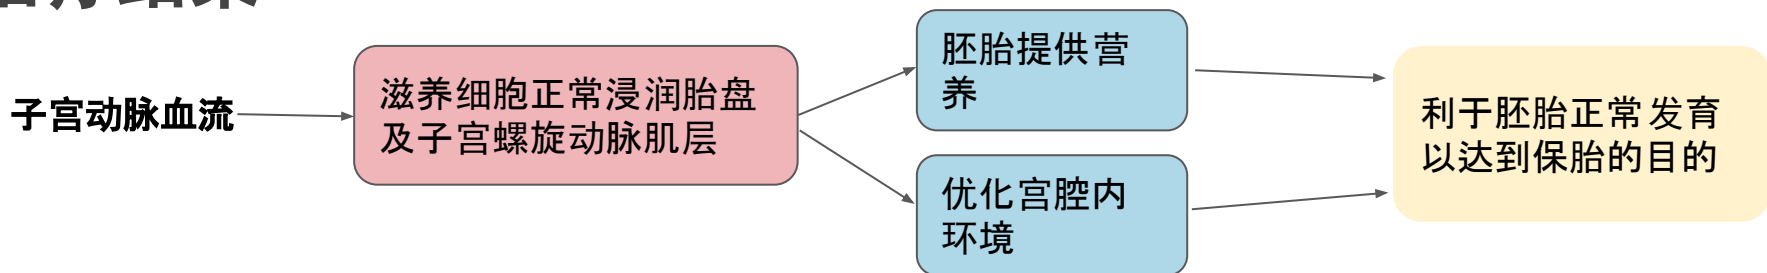 子宫动脉血流
滋养细胞正常浸润胎盘
及子宫螺旋动脉肌层
胚胎提供营
养
优化宫腔内
环境
利于胚胎正常发育
以达到保胎的目的